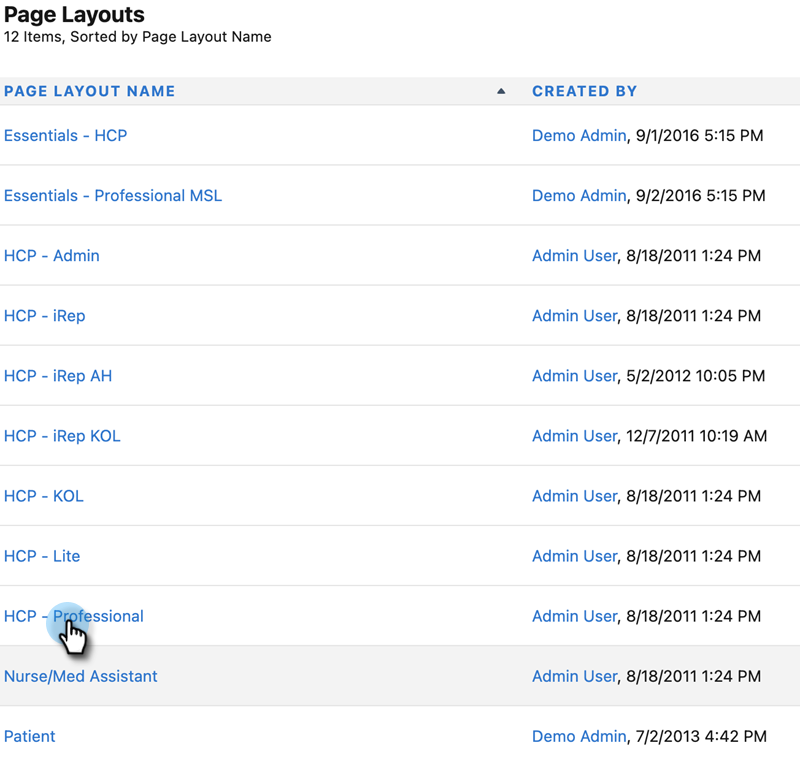 Page Layouts
12 Items, Sorted by Page Layout Name
PAGE LAYOUT NAME CREATED BY
Essentials - HCP Demo Admin, 9/1/2016 5:15 PM
Essentials - Professional MSL Demo Admin, 9/2/2016 5:15 PM
HCP - Admin Admin User, 8/18/2011 1:24 PM
HCP - iRep Admin User, 8/18/2011 1:24 PM
HCP - iRep AH Admin User, 5/2/2012 10:05 PM
HCP - iRep KOL Admin User, 12/7/2011 10:19 AM
HCP - KOL Admin User, 8/18/2011 1:24 PM
HCP - Lite Admin User, 8/18/2011 1:24 PM
HCP - Professional Admin User, 8/18/2011 1:24 PM
Nurse/Med Assistant Admin User, 8/18/2011 1:24 PM
Patient Demo Admin, 7/2/2013 4:42 PM